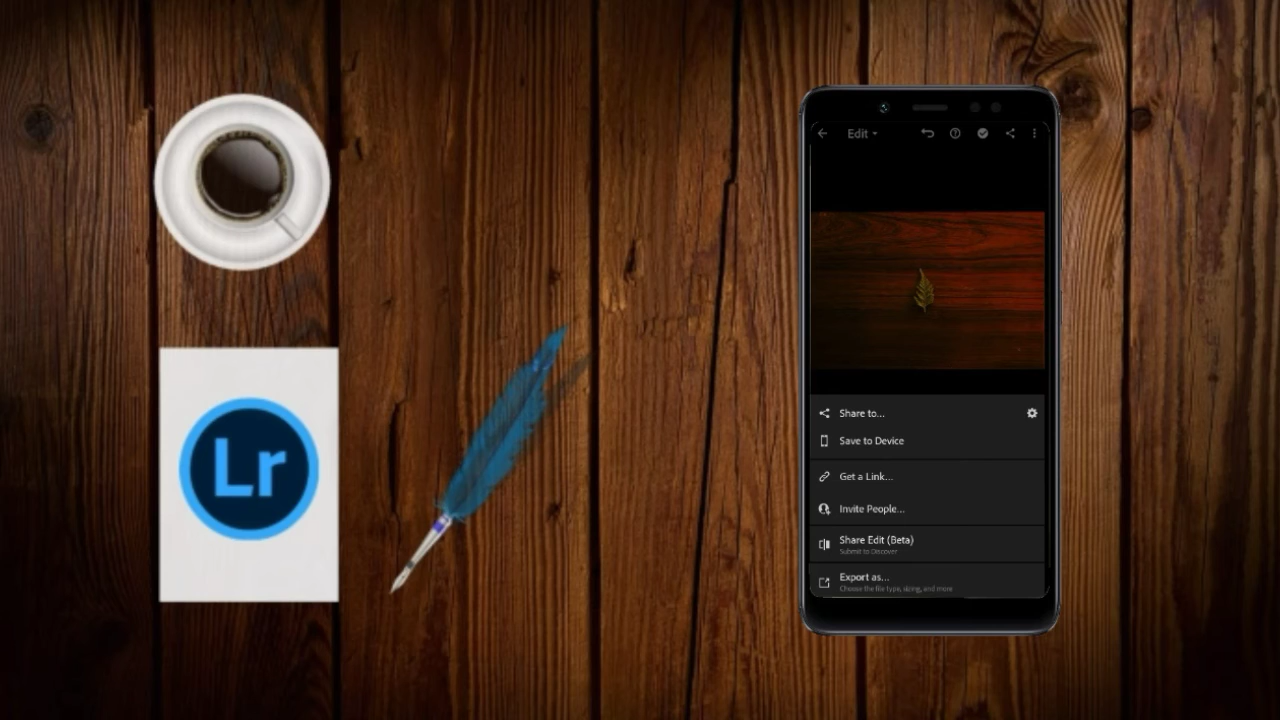 Lr
Edit
Share to...
Save to Device
Get a Link...
Invite People...
Share Edit (Beta)
Submit to Discover
Export as...
Choose the file type, sizing, and more